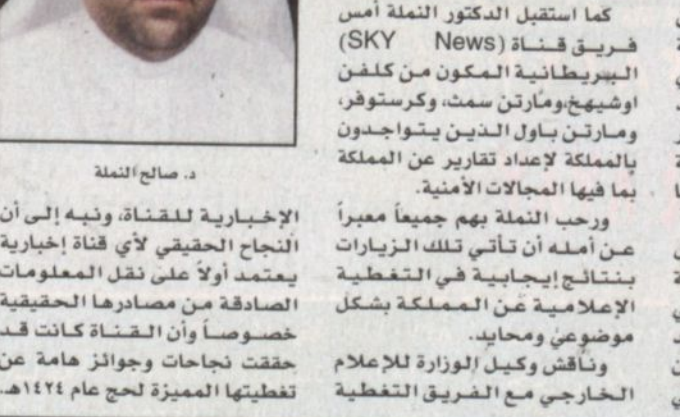 كما استقبل الدكتور النملة أمس
فريق قناة (SKY News)
البريطانية المكون من كلفن
اوشيهخ،ومارتن سمث، وكرستوفر،
ومارتن باول الذين يتواجدون
بالمملكة لإعداد تقارير عن المملكة
بما فيها المجالات الأمنية.
ورحب النملة بهم جميعاً معبراً
عن أمله أن تأتي تلك الزيارات
بنتائج إيجابية في التغطية
الإعلامية عن المملكة بشكل
موضوعي ومحايد.
وناقش وكيل الوزارة للإعلام
الخارجي مع الفريق التغطية
د. صالح النملة
الإخبارية للقناة، ونبه إلى أن
النجاح الحقيقي لأي قناة إخبارية
يعتمد أولاً على نقل المعلومات
الصادقة من مصادرها الحقيقية
خصوصاً وأن القناة كانت قد
حققت نجاحات وجوائز هامة عن
تغطيتها المميزة لحج عام ١٤٢٤هـ.